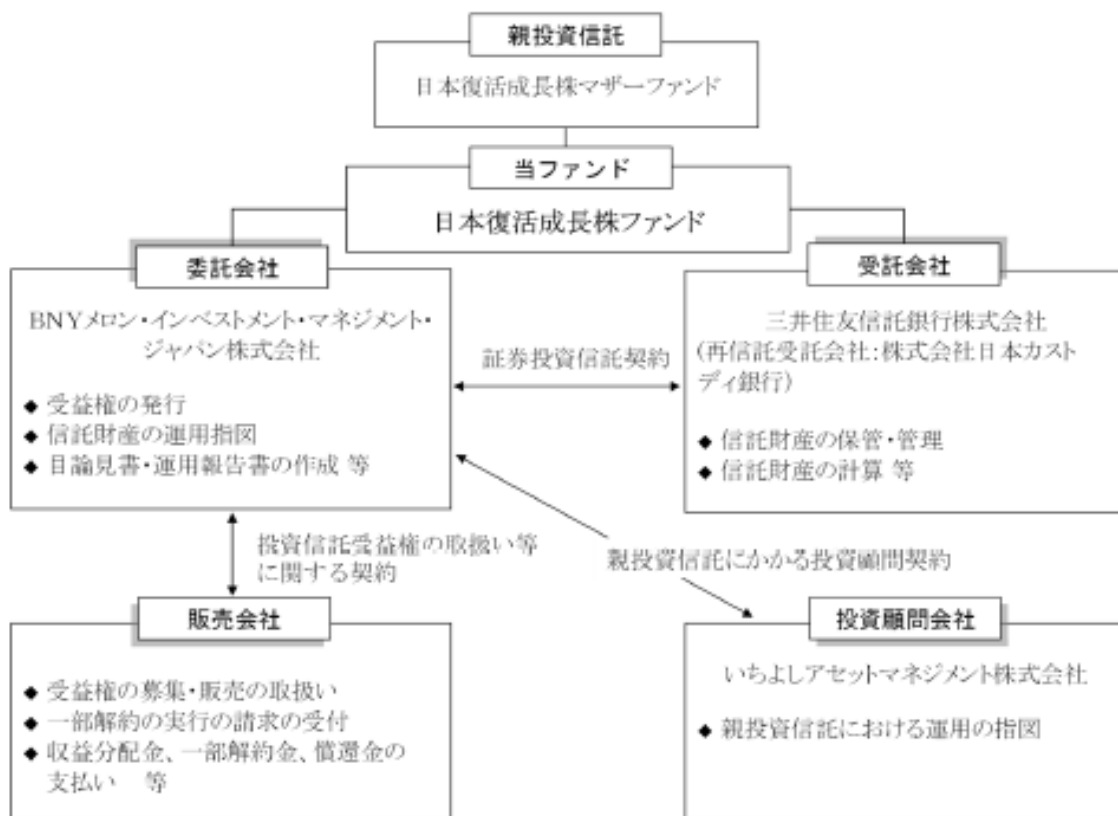 親投資信託
日本復活成長株マザーファンド
当ファンド
日本復活成長株ファンド
委託会社
BNYメロン・インベストメント・マネジメント・
ジャパン株式会社
◆ 受益権の発行
◆ 信託財産の運用指図
◆ 目論見書・運用報告書の作成 等
証券投資信託契約
受託会社
三井住友信託銀行株式会社
(再信託受託会社:株式会社日本カスト
ディ銀行)
◆ 信託財産の保管・管理
◆ 信託財産の計算 等
投資信託受益権の取扱い等
に関する契約
親投資信託にかかる投資顧問契約
販売会社
◆ 受益権の募集・販売の取扱い
◆ 一部解約の実行の請求の受付
◆ 収益分配金、一部解約金、償還金の
支払い 等
投資顧問会社
いちよしアセットマネジメント株式会社
◆ 親投資信託における運用の指図